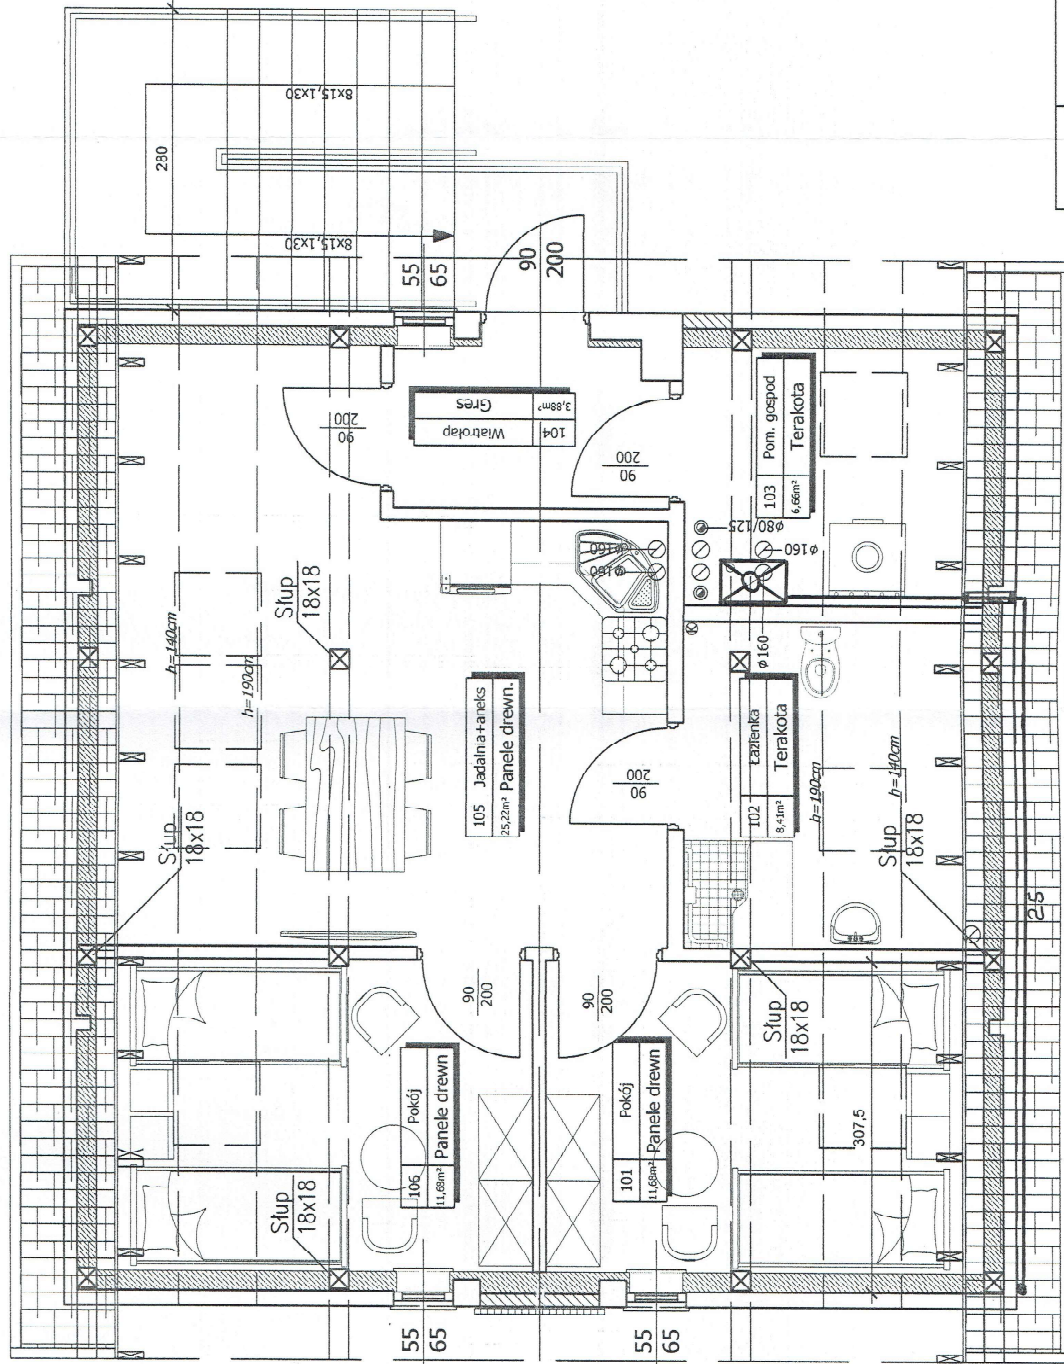 8x15,1x30
280
8x15,1x30
55
65
90
200
90
200
104 Wiatrołap
3,88m² Gres
90
200
103 Pom. gospod
6,66m² Terakota
ø80/125
ø160
ø160
ø160
ø160
Słup
18x18
h=140cm
h=190cm
105 Jadalnia+aneks
25,22m² Panele drewn.
90
200
102 Łazienka
8,41m² Terakota
h=190cm
h=140cm
Słup
18x18
Słup
18x18
25
90
200
90
200
Słup
18x18
106 Pokój
11,68m² Panele drewn
101 Pokój
11,68m² Panele drewn
307,5
Słup
18x18
55
65
55
65